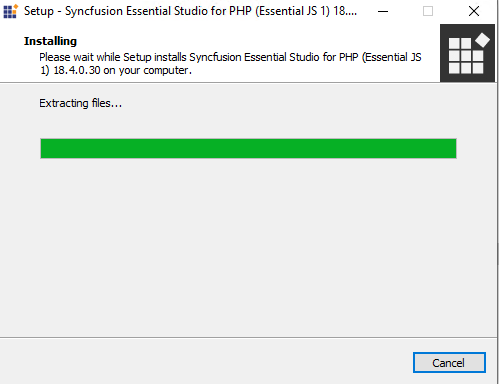 Setup - Syncfusion Essential Studio for PHP (Essential JS 1) 18....
Installing
Please wait while Setup installs Syncfusion Essential Studio for PHP (Essential JS
1) 18.4.0.30 on your computer.
Extracting files...
Cancel